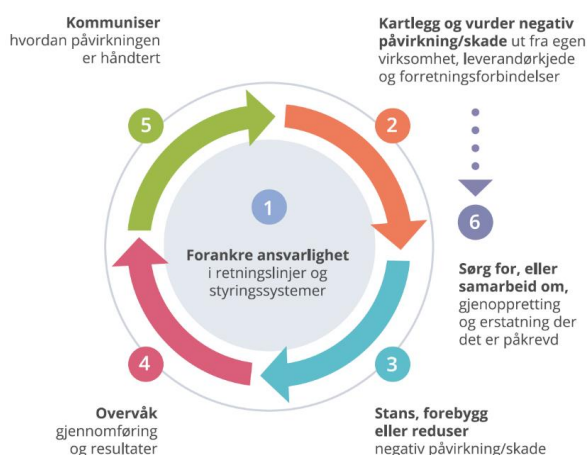 Kommuniser
hvordan påvirkningen
er håndtert
Kartlegg og vurder negativ
påvirkning/skade ut fra egen
virksomhet, leverandørkjede
og forretningsforbindelser
5
2
1
6
Forankre ansvarlighet
i retningslinjer og
styringssystemer
Sørg for, eller
samarbeid om,
gjenoppretting
og erstatning der
det er påkrevd
4
3
Overvåk
gjennomføring
og resultater
Stans, forebygg
eller reduser
negativ påvirkning/skade